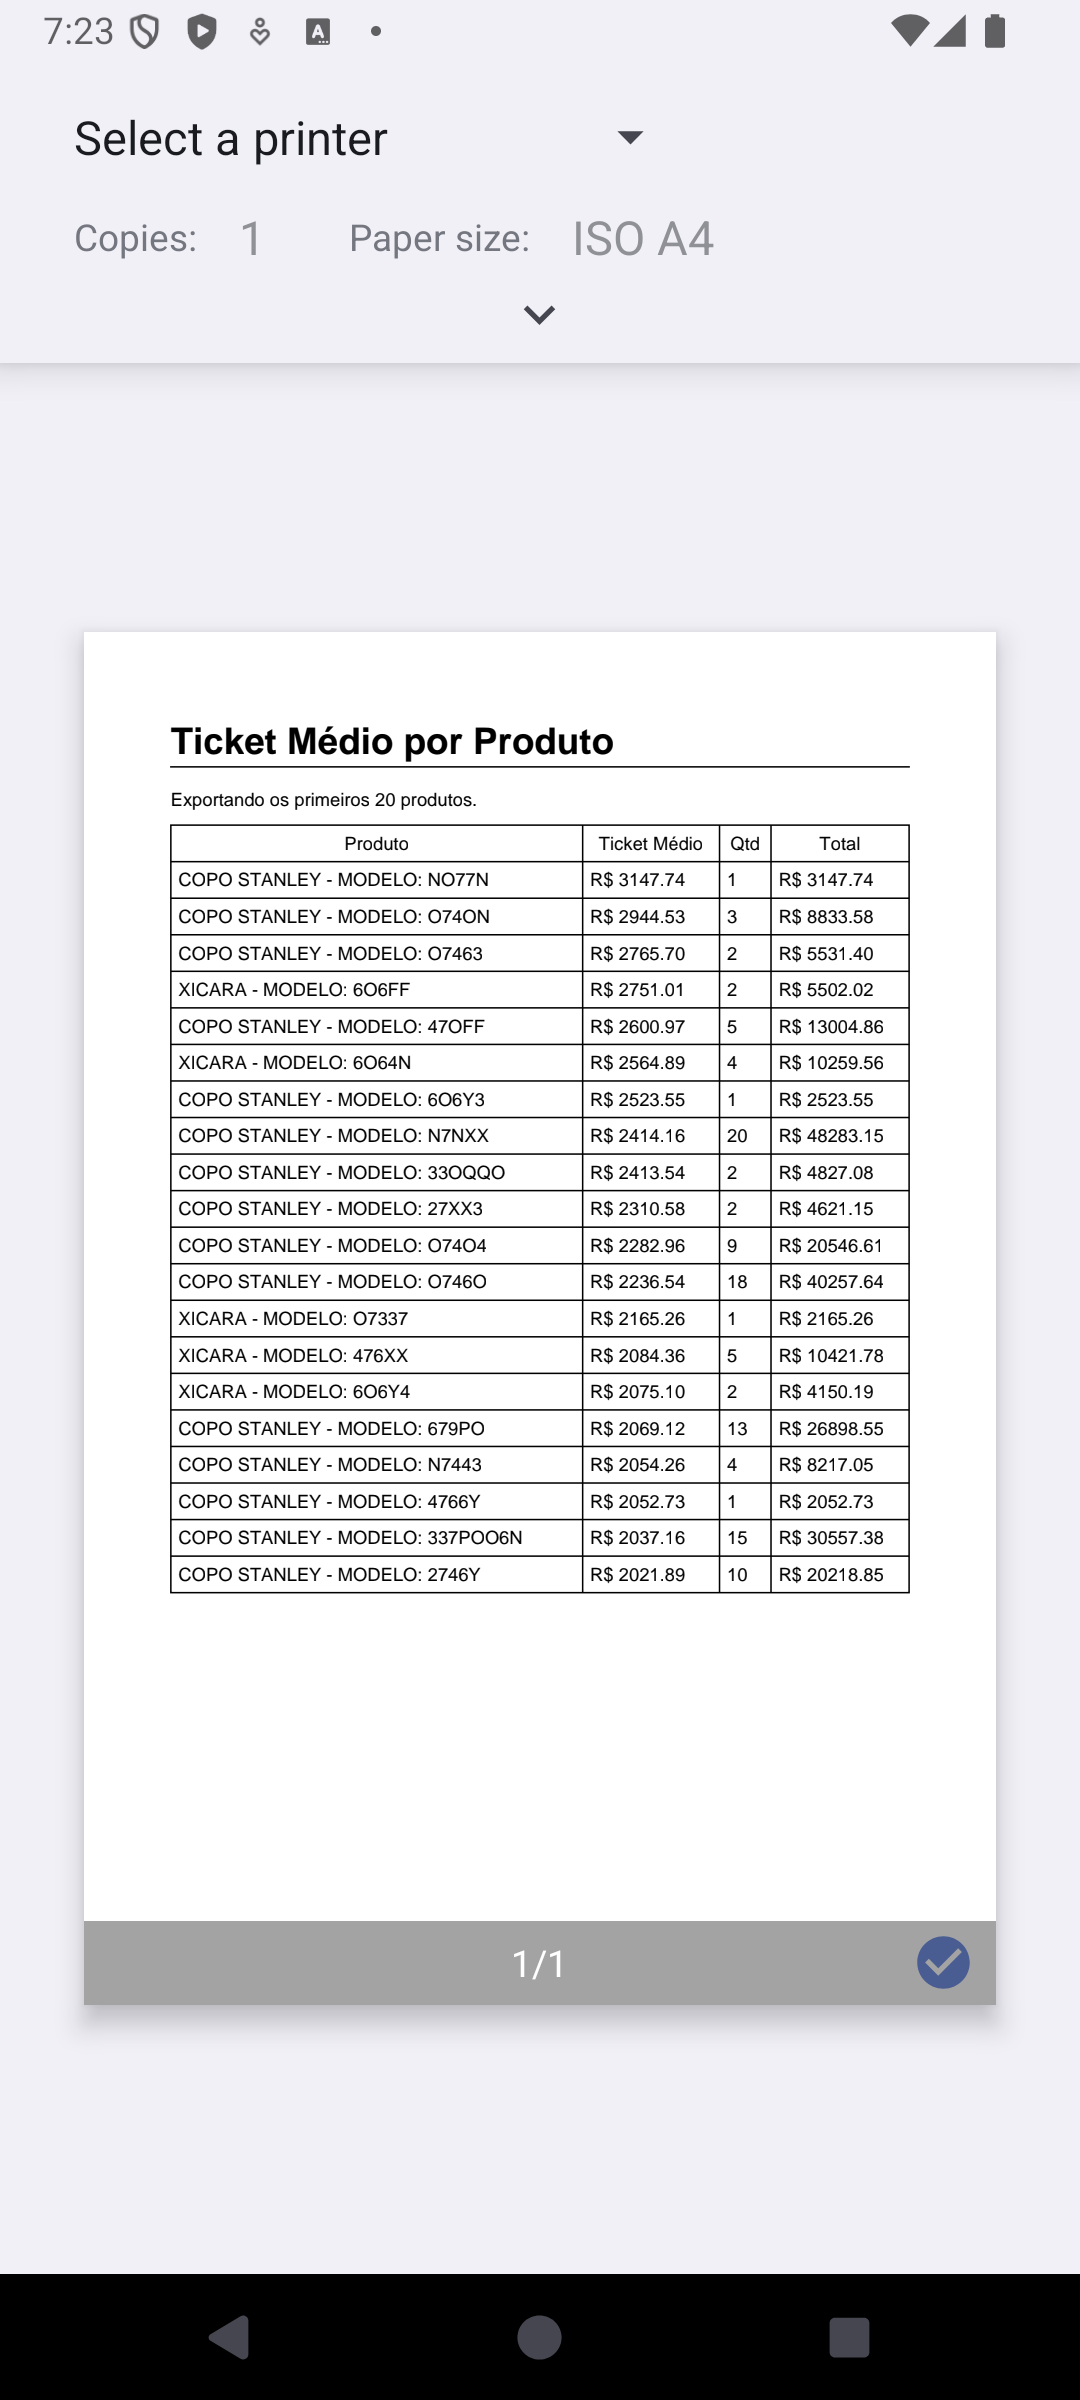 7:23
Select a printer
Copies: 1 Paper size: ISO A4
Ticket Médio por Produto
Exportando os primeiros 20 produtos.
Produto Ticket Médio Qtd Total
COPO STANLEY - MODELO: NO77N R$ 3147.74 1 R$ 3147.74
COPO STANLEY - MODELO: O74ON R$ 2944.53 3 R$ 8833.58
COPO STANLEY - MODELO: O7463 R$ 2765.70 2 R$ 5531.40
XICARA - MODELO: 6O6FF R$ 2751.01 2 R$ 5502.02
COPO STANLEY - MODELO: 47OFF R$ 2600.97 5 R$ 13004.86
XICARA - MODELO: 6O64N R$ 2564.89 4 R$ 10259.56
COPO STANLEY - MODELO: 6O6Y3 R$ 2523.55 1 R$ 2523.55
COPO STANLEY - MODELO: N7NXX R$ 2414.16 20 R$ 48283.15
COPO STANLEY - MODELO: 33OQQO R$ 2413.54 2 R$ 4827.08
COPO STANLEY - MODELO: 27XX3 R$ 2310.58 2 R$ 4621.15
COPO STANLEY - MODELO: O74O4 R$ 2282.96 9 R$ 20546.61
COPO STANLEY - MODELO: O746O R$ 2236.54 18 R$ 40257.64
XICARA - MODELO: O7337 R$ 2165.26 1 R$ 2165.26
XICARA - MODELO: 476XX R$ 2084.36 5 R$ 10421.78
XICARA - MODELO: 6O6Y4 R$ 2075.10 2 R$ 4150.19
COPO STANLEY - MODELO: 679PO R$ 2069.12 13 R$ 26898.55
COPO STANLEY - MODELO: N7443 R$ 2054.26 4 R$ 8217.05
COPO STANLEY - MODELO: 4766Y R$ 2052.73 1 R$ 2052.73
COPO STANLEY - MODELO: 337POO6N R$ 2037.16 15 R$ 30557.38
COPO STANLEY - MODELO: 2746Y R$ 2021.89 10 R$ 20218.85
1/1